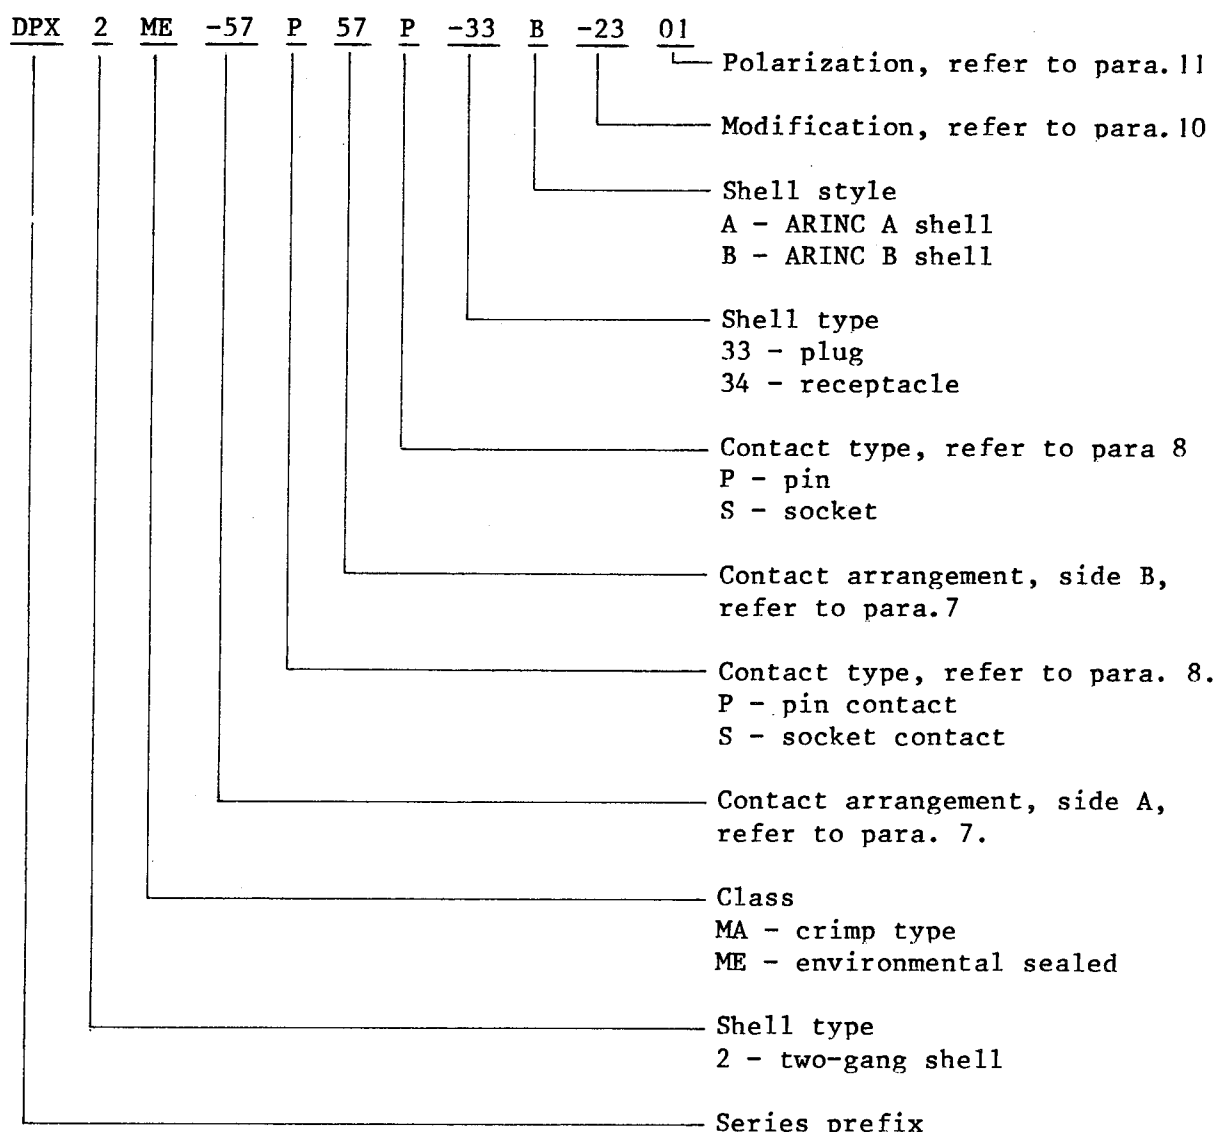 DPX 2 ME -57 P 57 P -33 B -23 01
Polarization, refer to para.11
Modification, refer to para.10
Shell style
A - ARINC A shell
B - ARINC B shell
Shell type
33 - plug
34 - receptacle
Contact type, refer to para 8
P - pin
S - socket
Contact arrangement, side B,
refer to para.7
Contact type, refer to para. 8.
P - pin contact
S - socket contact
Contact arrangement, side A,
refer to para. 7.
Class
MA - crimp type
ME - environmental sealed
Shell type
2 - two-gang shell
Series prefix